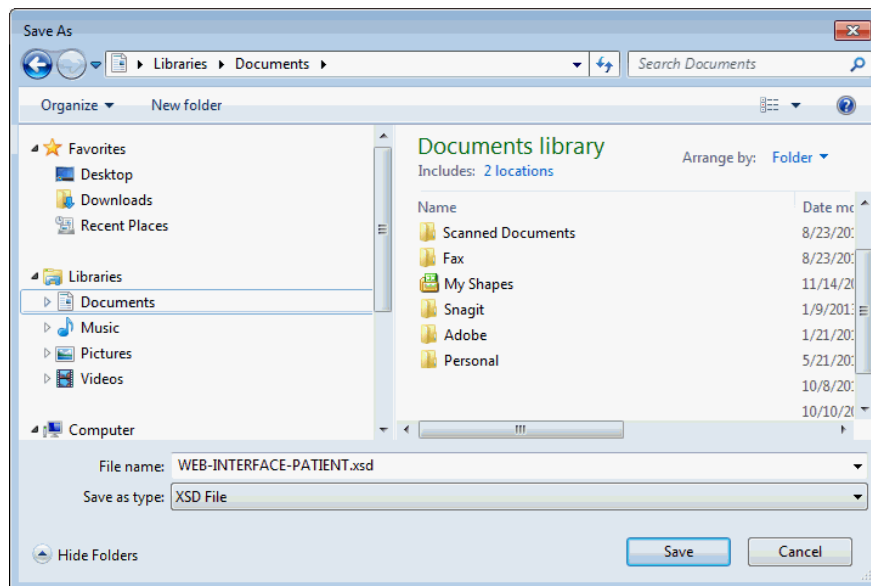 Save As
Libraries Documents
Search Documents
Organize New folder
Favorites
Desktop
Downloads
Recent Places
Libraries
Documents
Music
Pictures
Videos
Computer
Documents library
Includes: 2 locations
Arrange by: Folder
Name Date mo
Scanned Documents 8/23/20
Fax 8/23/20
My Shapes 11/14/2
Snagit 1/9/201
Adobe 1/21/20
Personal 5/21/20
10/8/20
10/10/2
File name: WEB-INTERFACE-PATIENT.xsd
Save as type: XSD File
Hide Folders
Save Cancel